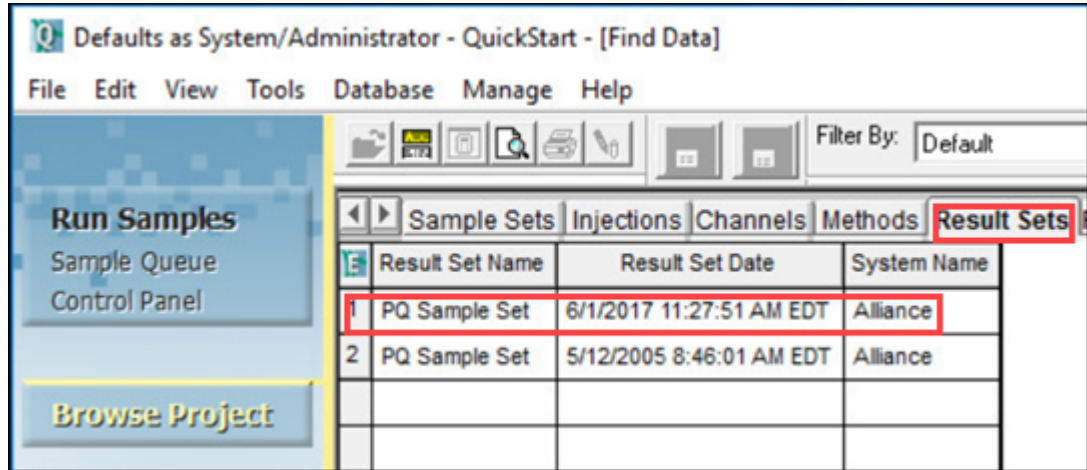 Defaults as System/Administrator - QuickStart - [Find Data]
File Edit View Tools Database Manage Help
Filter By: Default
Run Samples
Sample Queue
Control Panel
Browse Project
Sample Sets Injections Channels Methods Result Sets
Result Set Name Result Set Date System Name
1 PQ Sample Set 6/1/2017 11:27:51 AM EDT Alliance
2 PQ Sample Set 5/12/2005 8:46:01 AM EDT Alliance